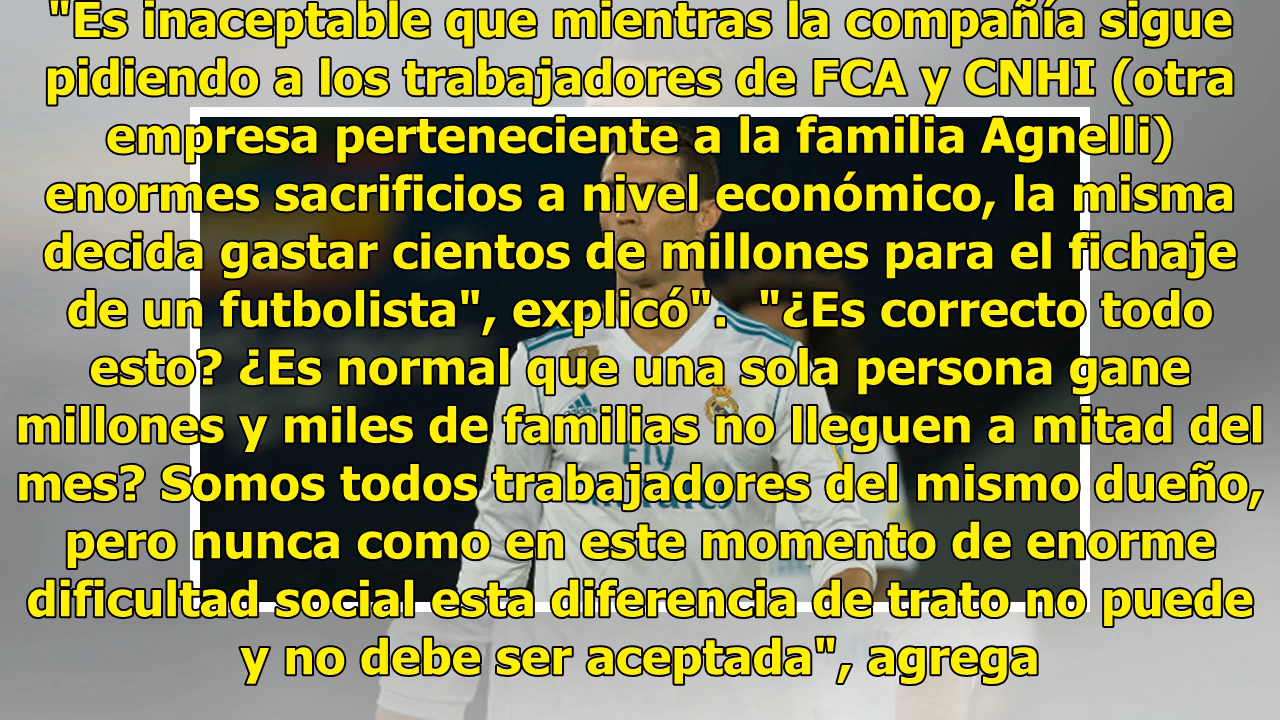 "Es inaceptable que mientras la compañía sigue
pidiendo a los trabajadores de FCA y CNHI (otra
empresa perteneciente a la familia Agnelli)
enormes sacrificios a nivel económico, la misma
decida gastar cientos de millones para el fichaje
de un futbolista", explicó". "¿Es correcto todo
esto? ¿Es normal que una sola persona gane
millones y miles de familias no lleguen a mitad del
mes? Somos todos trabajadores del mismo dueño,
pero nunca como en este momento de enorme
dificultad social esta diferencia de trato no puede
y no debe ser aceptada", agrega
adidas
Fly
Emirates